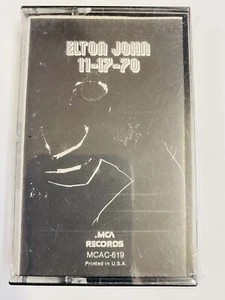 ELTON JOHN
11-17-70
MCA
RECORDS
MCAC-619
Printed in U.S.A.